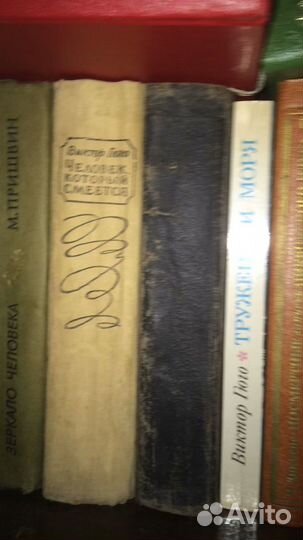 М. ПРИШВИН
ЗЕРКАЛО ЧЕЛОВЕКА
Виктор Гюго
ЧЕЛОВЕК,
КОТОРЫЙ
СМЕЕТСЯ
Виктор Гюго * ТРУЖЕНИКИ МОРЯ
Avito